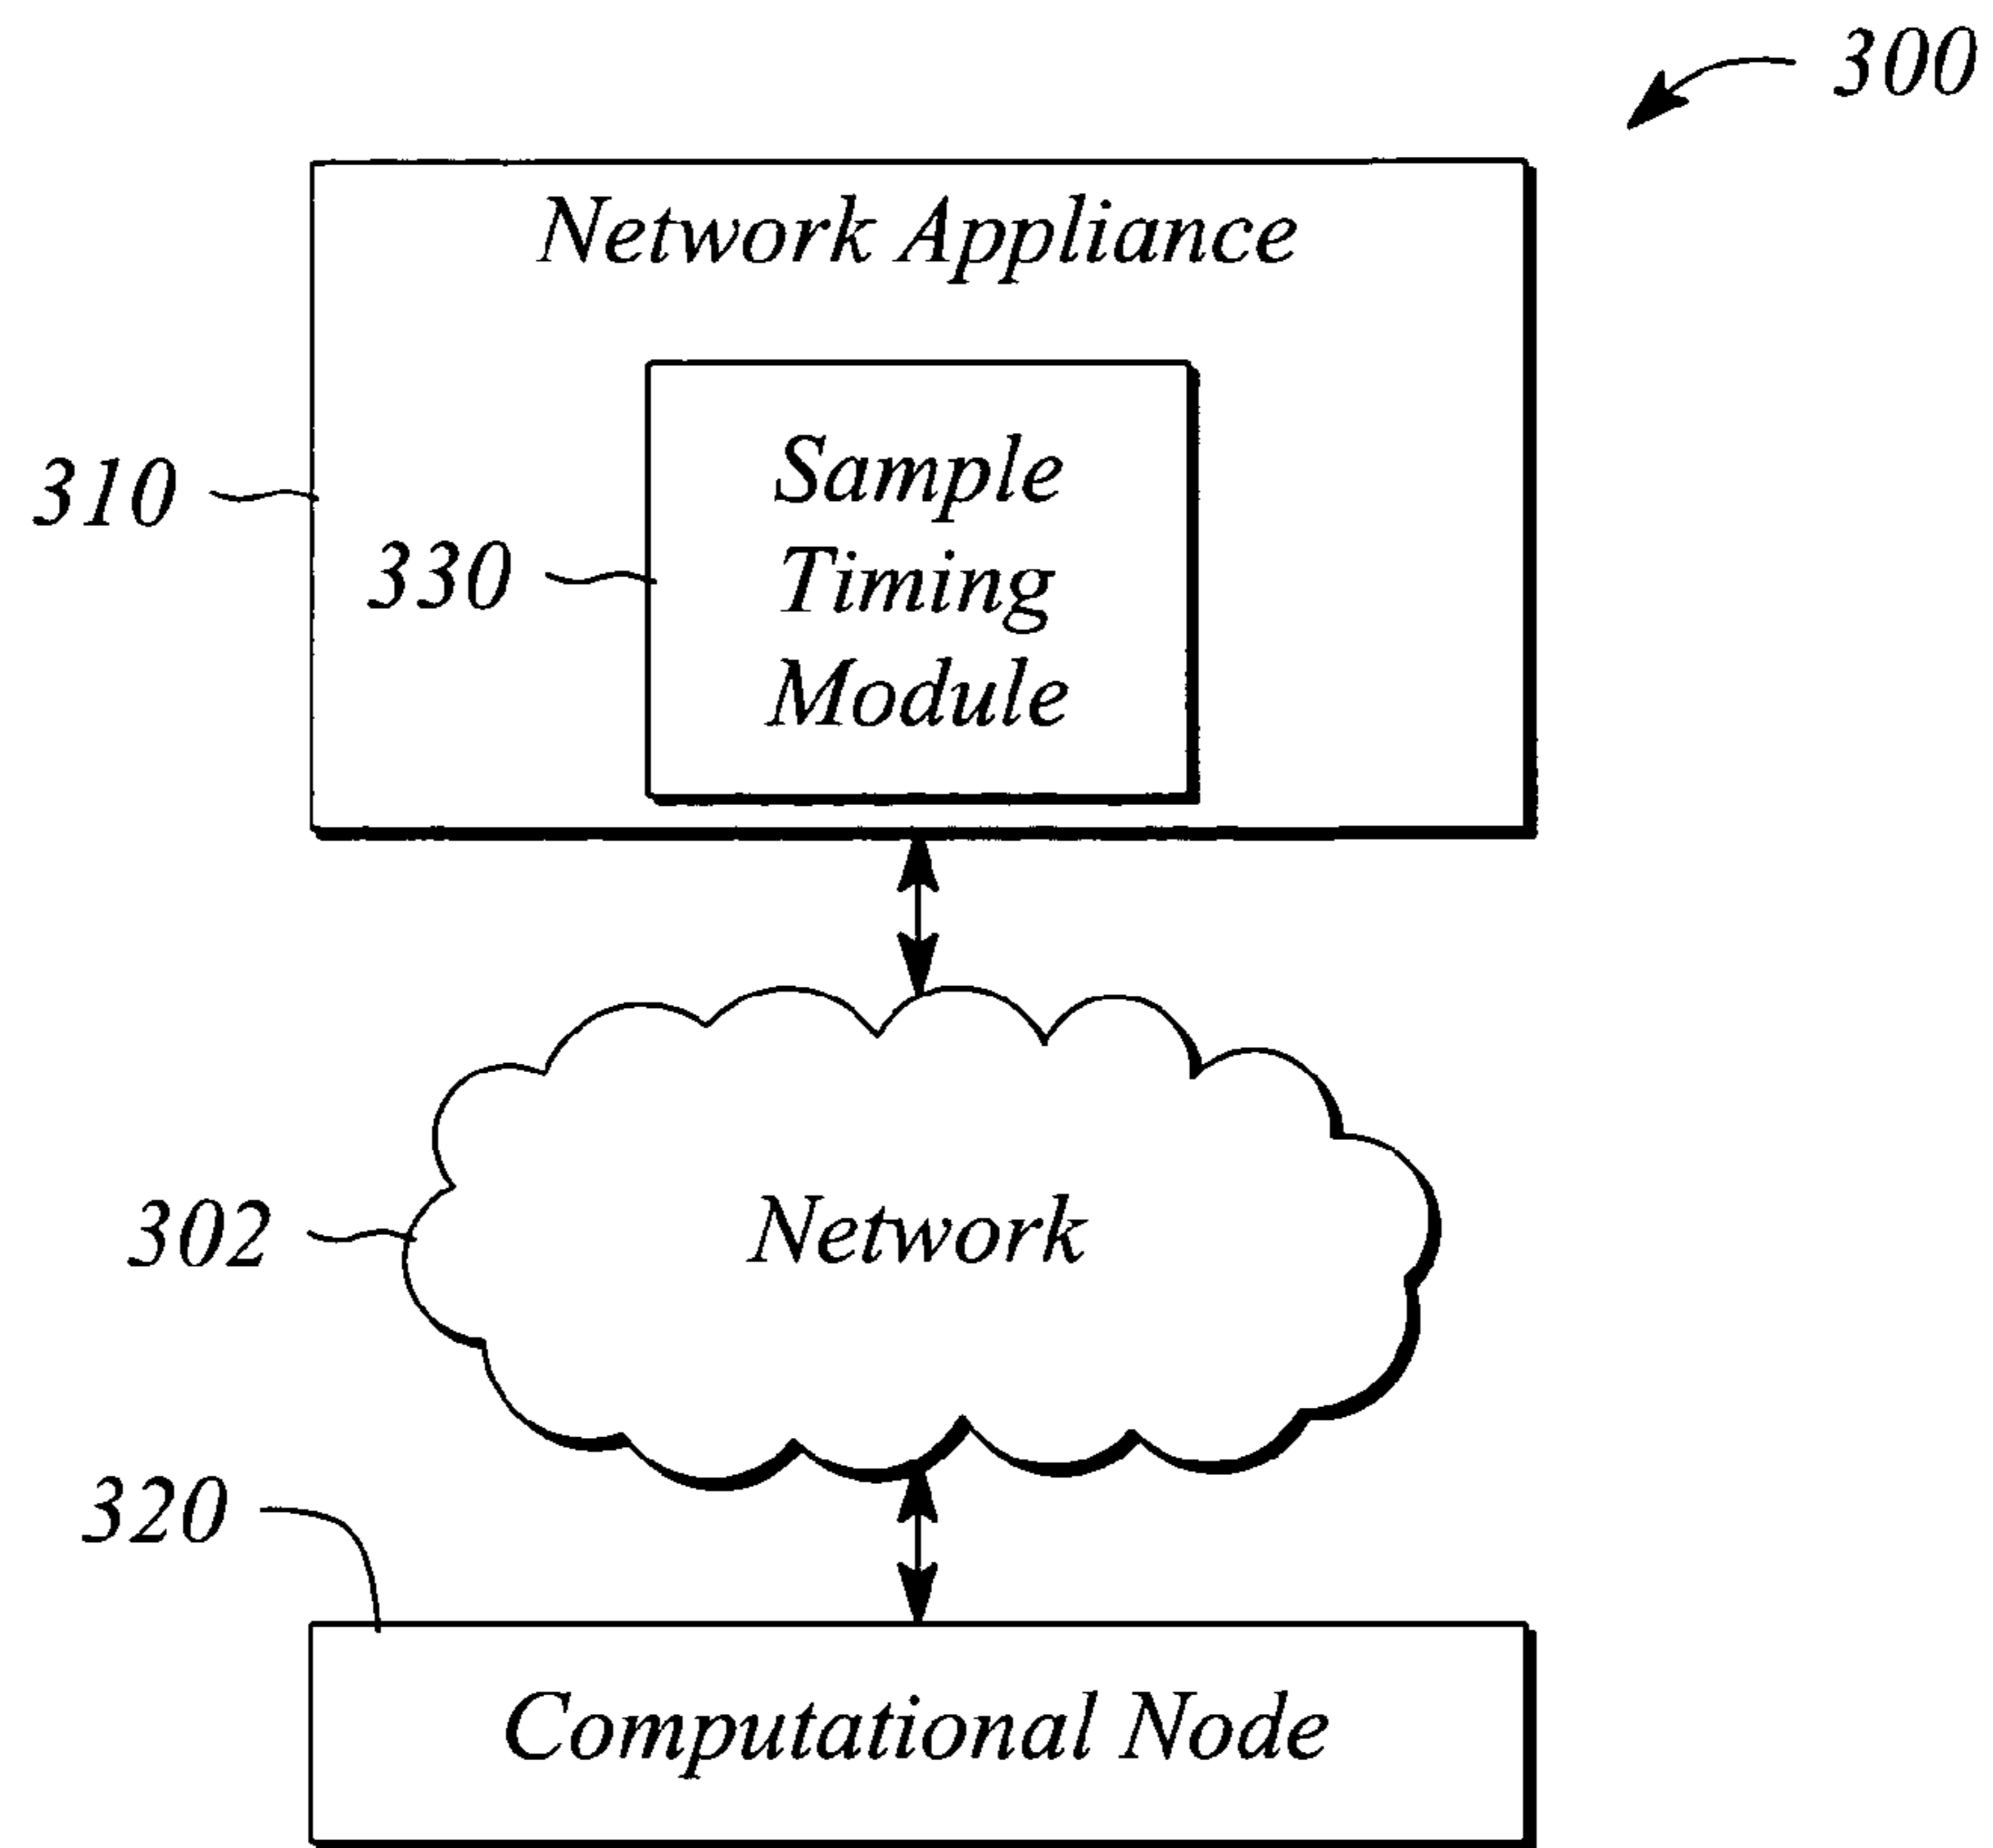 300
Network Appliance
310
330
Sample
Timing
Module
302
Network
320
Computational Node